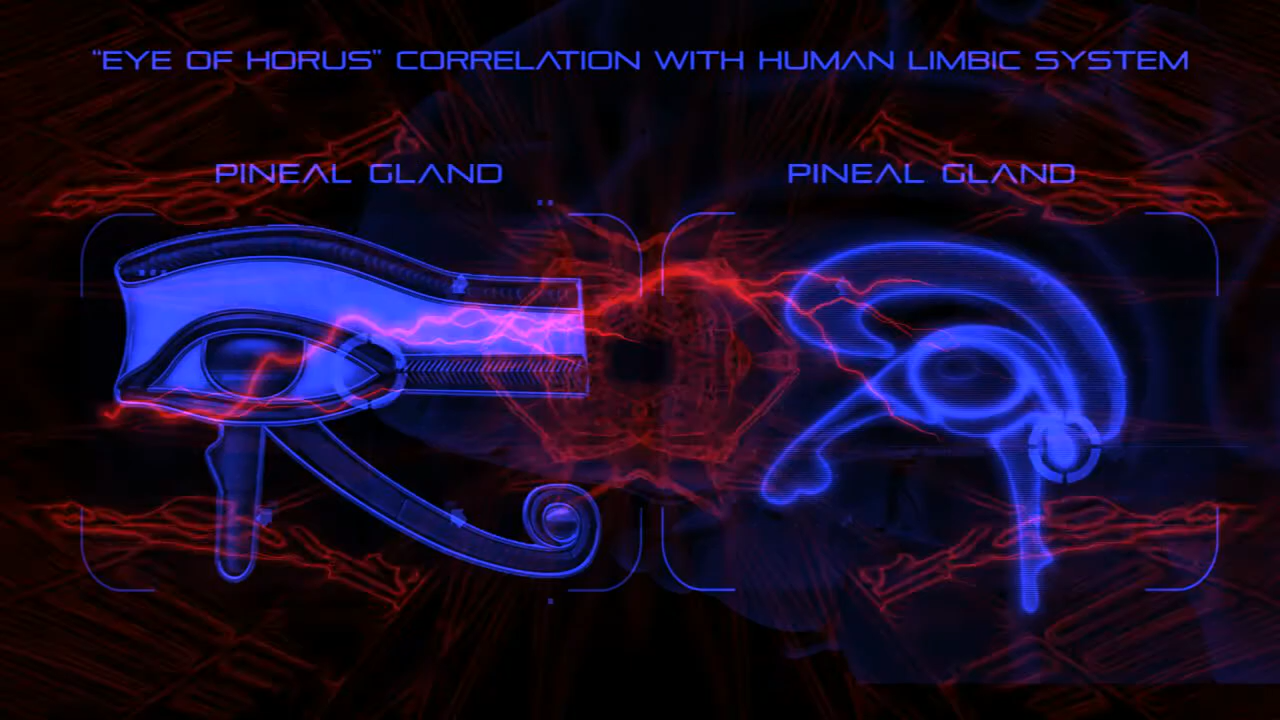 “EYE OF HORUS” CORRELATION WITH HUMAN LIMBIC SYSTEM
PINEAL GLAND
PINEAL GLAND